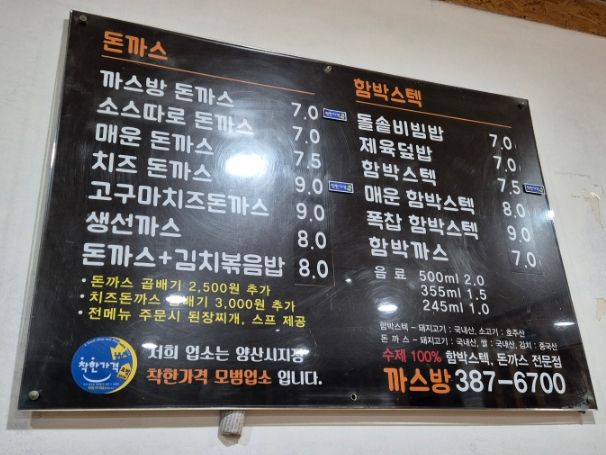 돈까스
까스방 돈까스 7.0
소스따로 돈까스 7.0
매운 돈까스 7.5
치즈 돈까스 9.0
고구마치즈돈까스 9.0
생선까스 8.0
돈까스+김치볶음밥 8.0
• 돈까스 곱배기 2,500원 추가
• 치즈돈까스 곱배기 3,000원 추가
• 전메뉴 주문시 된장찌개, 스프 제공
착한가격
저희 업소는 양산시지정
착한가격 모범업소 입니다.
함박스텍
돌솥비빔밥 7.0
제육덮밥 7.0
함박스텍 7.5
매운 함박스텍 8.0
폭찹 함박스텍 9.0
함박까스 7.0
음료 500ml 2.0
355ml 1.5
245ml 1.0
함박스텍 - 돼지고기 : 국내산, 소고기 : 호주산
돈 까 스 - 돼지고기 : 국내산, 쌀 : 국내산, 김치 : 중국산
수제 100% 함박스텍, 돈까스 전문점
까스방 387-6700